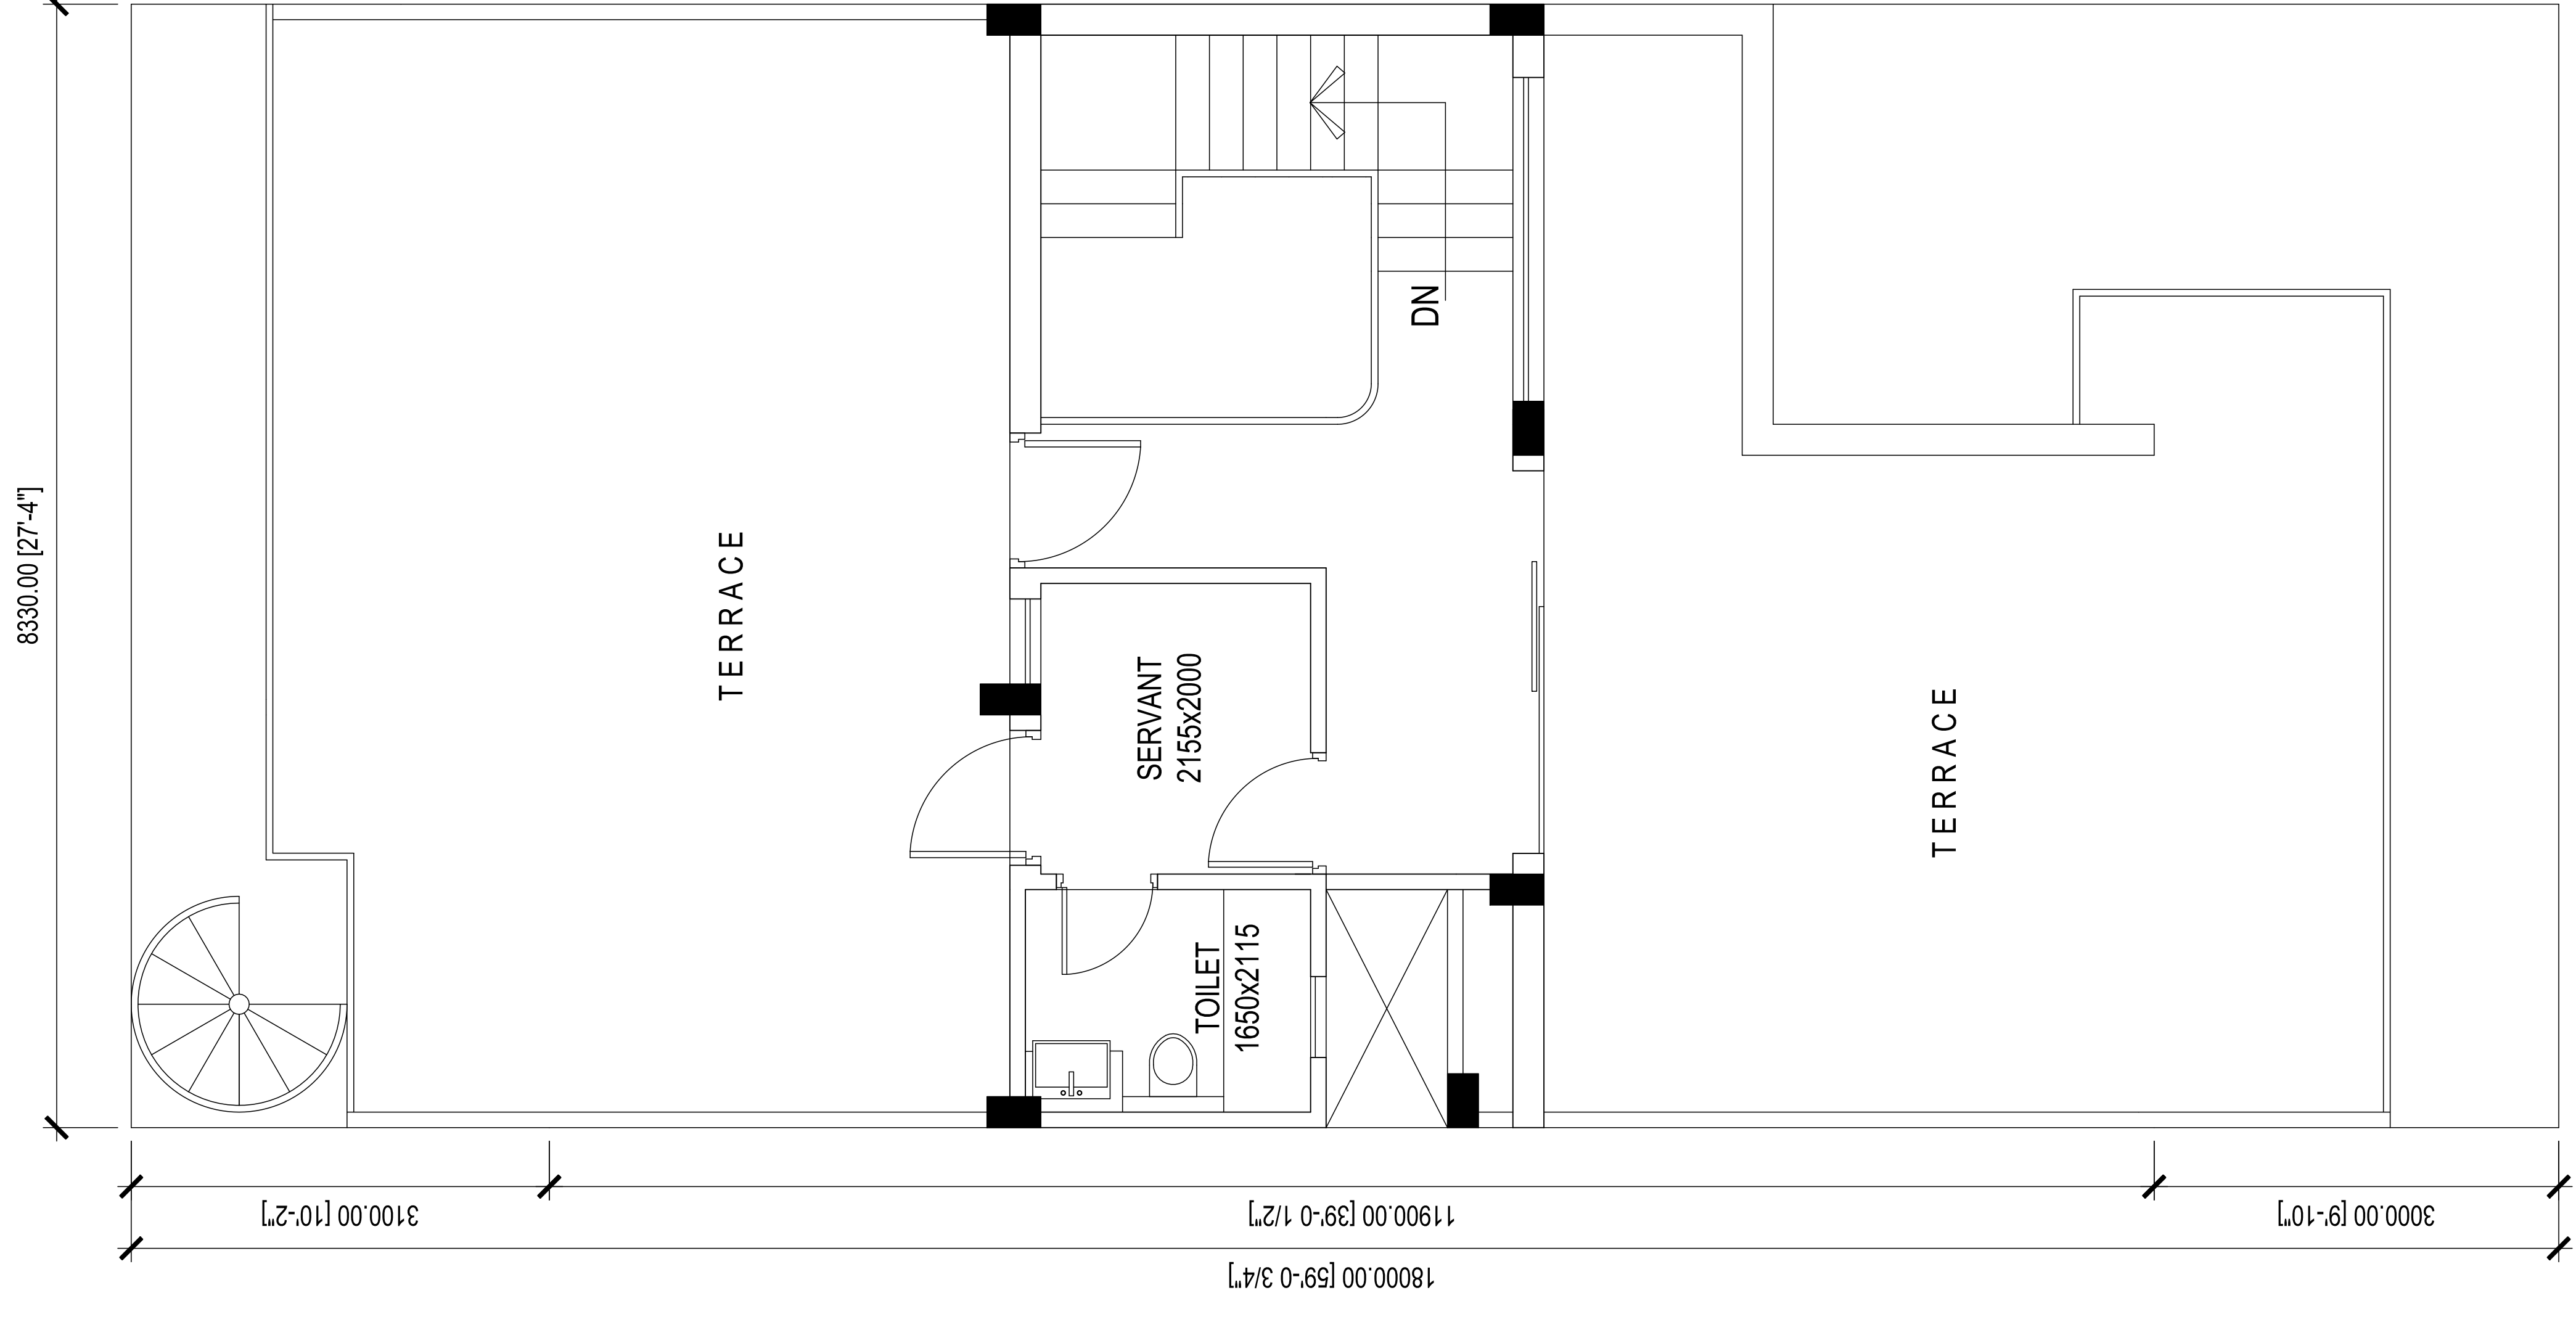 8330.00 [27'-4"]
TERRACE
DN
SERVANT
2155x2000
TOILET
1650x2115
TERRACE
3100.00 [10'-2"]
11900.00 [39'-0 1/2"]
3000.00 [9'-10"]
18000.00 [59'-0 3/4"]